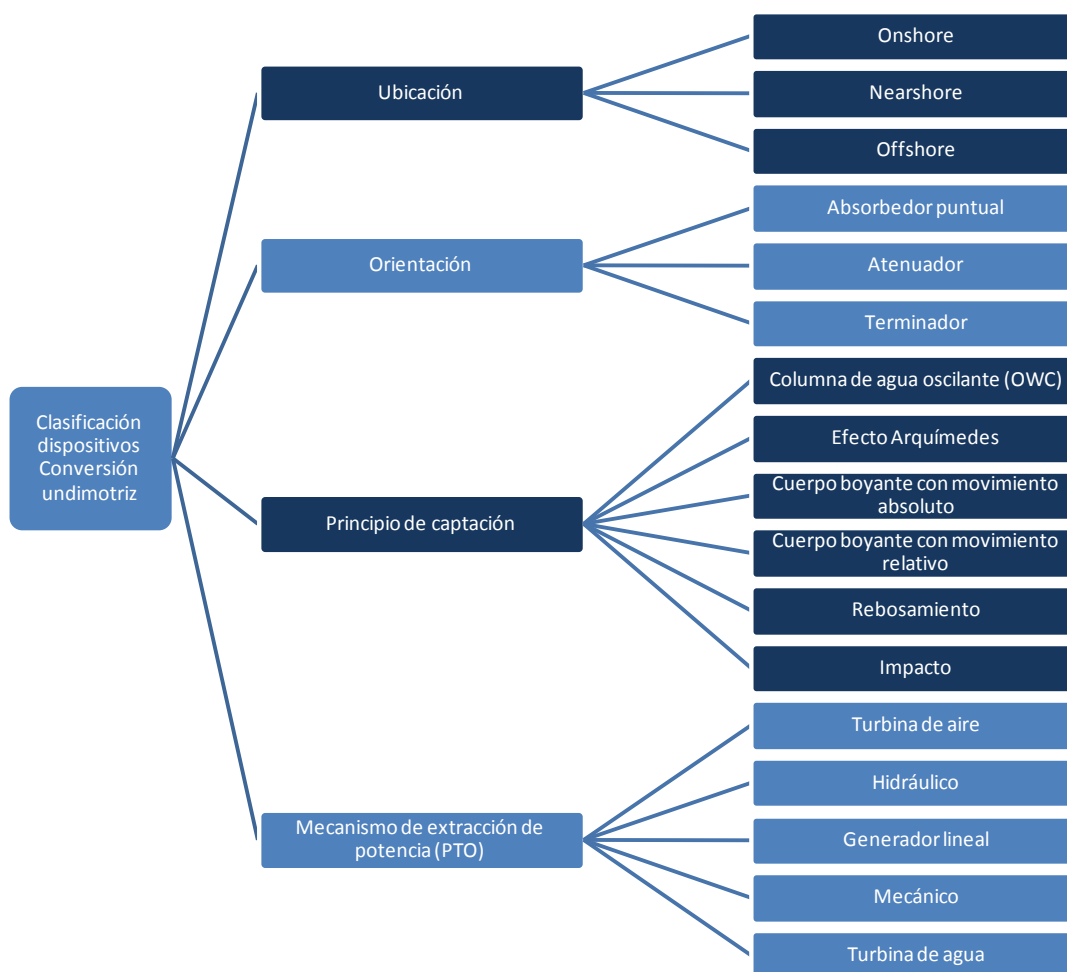 Clasificación
dispositivos
Conversión
undimotriz
Ubicación
Onshore
Nearshore
Offshore
Orientación
Absorbedor puntual
Atenuador
Terminador
Principio de captación
Columna de agua oscilante (OWC)
Efecto Arquímedes
Cuerpo boyante con movimiento
absoluto
Cuerpo boyante con movimiento
relativo
Rebosamiento
Impacto
Mecanismo de extracción de
potencia (PTO)
Turbina de aire
Hidráulico
Generador lineal
Mecánico
Turbina de agua